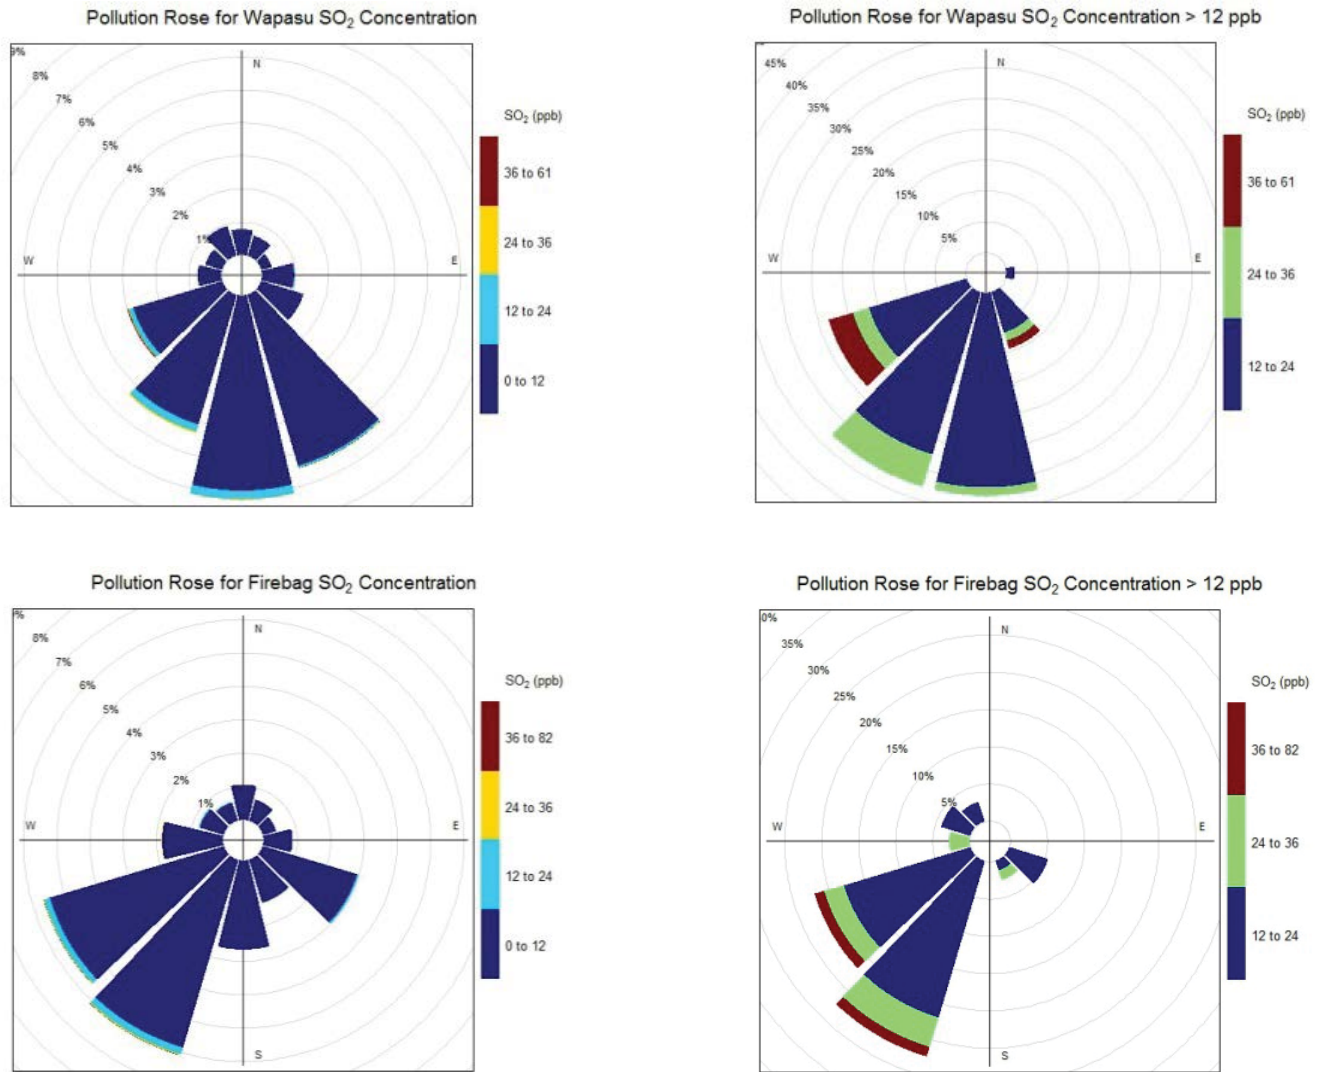 Pollution Rose for Wapasu SO2 Concentration
9%
8%
7%
6%
5%
4%
3%
2%
1%
N
W
E
SO2 (ppb)
36 to 61
24 to 36
12 to 24
0 to 12
Pollution Rose for Wapasu SO2 Concentration > 12 ppb
45%
40%
35%
30%
25%
20%
15%
10%
5%
N
W
E
SO2 (ppb)
36 to 61
24 to 36
12 to 24
Pollution Rose for Firebag SO2 Concentration
%
8%
7%
6%
5%
4%
3%
2%
1%
N
W
E
S
SO2 (ppb)
36 to 82
24 to 36
12 to 24
0 to 12
Pollution Rose for Firebag SO2 Concentration > 12 ppb
0%
35%
30%
25%
20%
15%
10%
5%
N
W
E
S
SO2 (ppb)
36 to 82
24 to 36
12 to 24